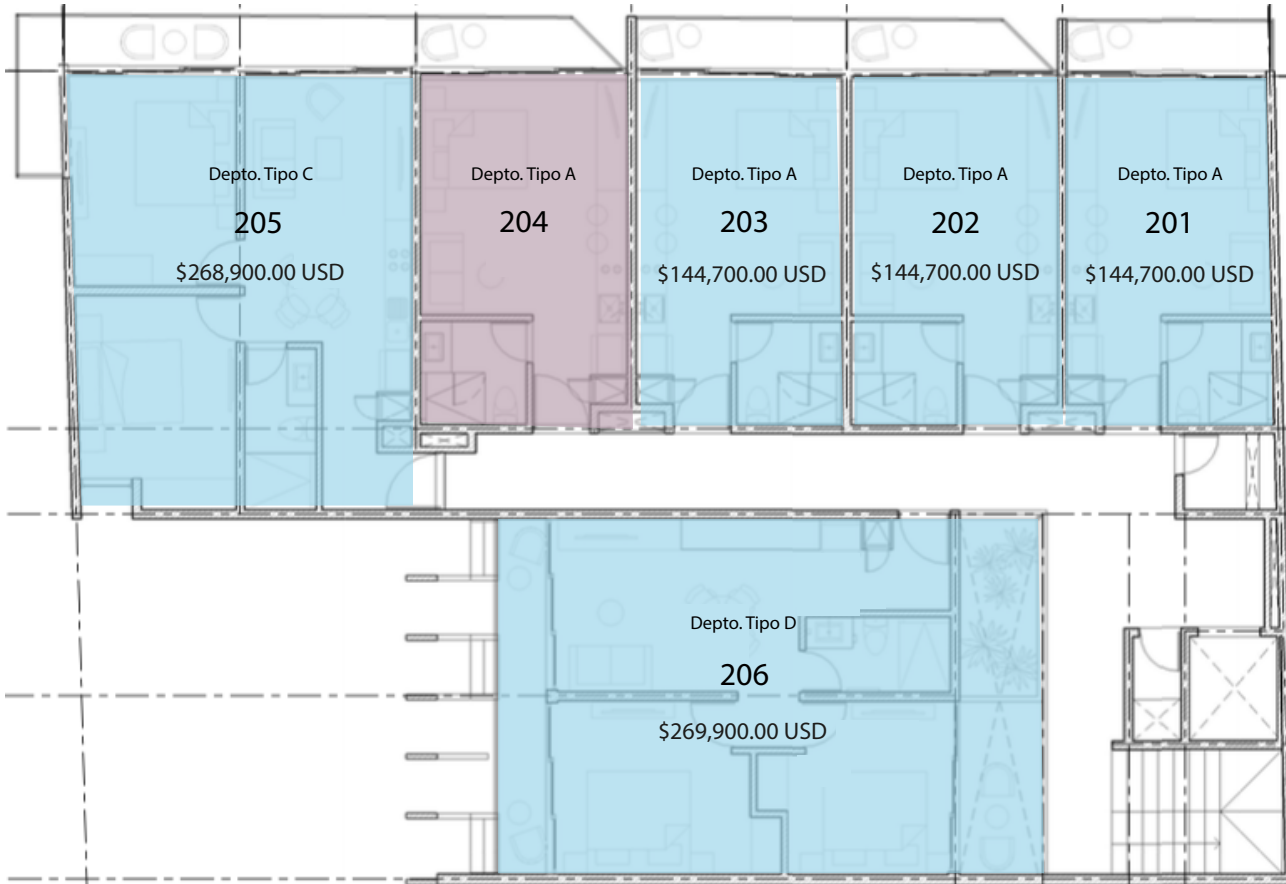 Depto. Tipo C
205
$268,900.00 USD
Depto. Tipo A
204
Depto. Tipo A
203
$144,700.00 USD
Depto. Tipo A
202
$144,700.00 USD
Depto. Tipo A
201
$144,700.00 USD
Depto. Tipo D
206
$269,900.00 USD